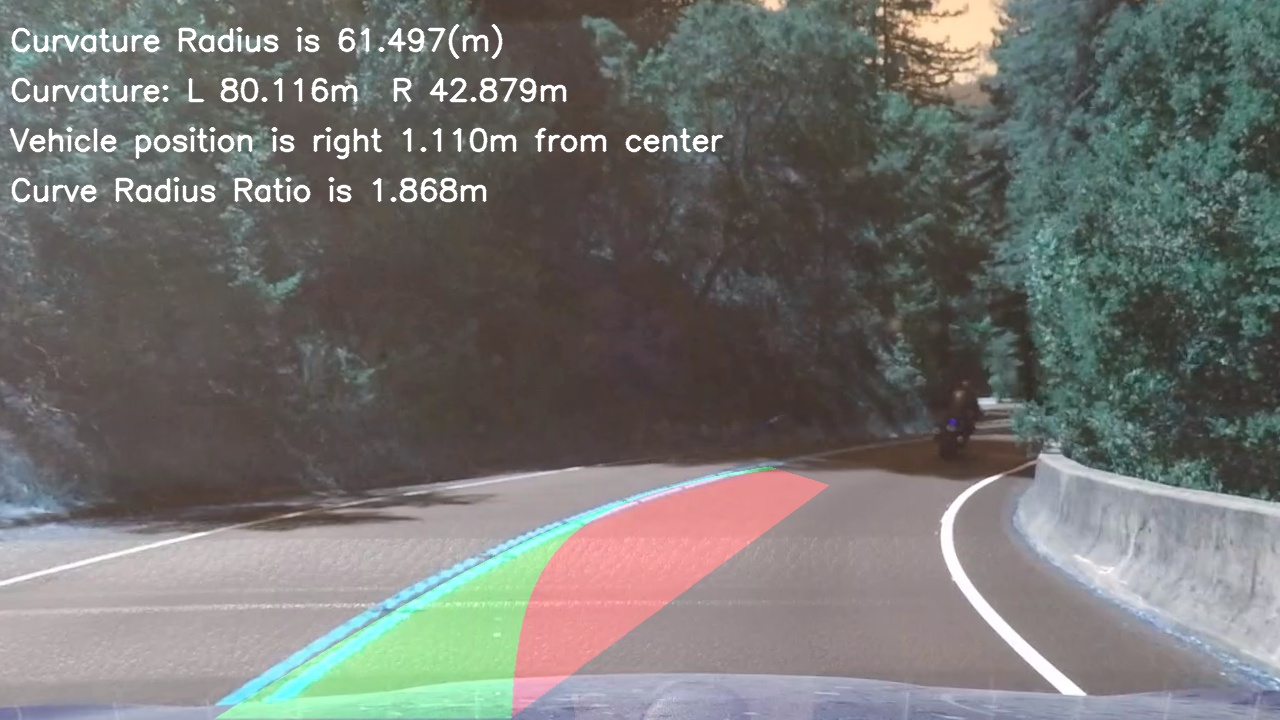 Curvature Radius is 61.497(m)
Curvature: L 80.116m R 42.879m
Vehicle position is right 1.110m from center
Curve Radius Ratio is 1.868m